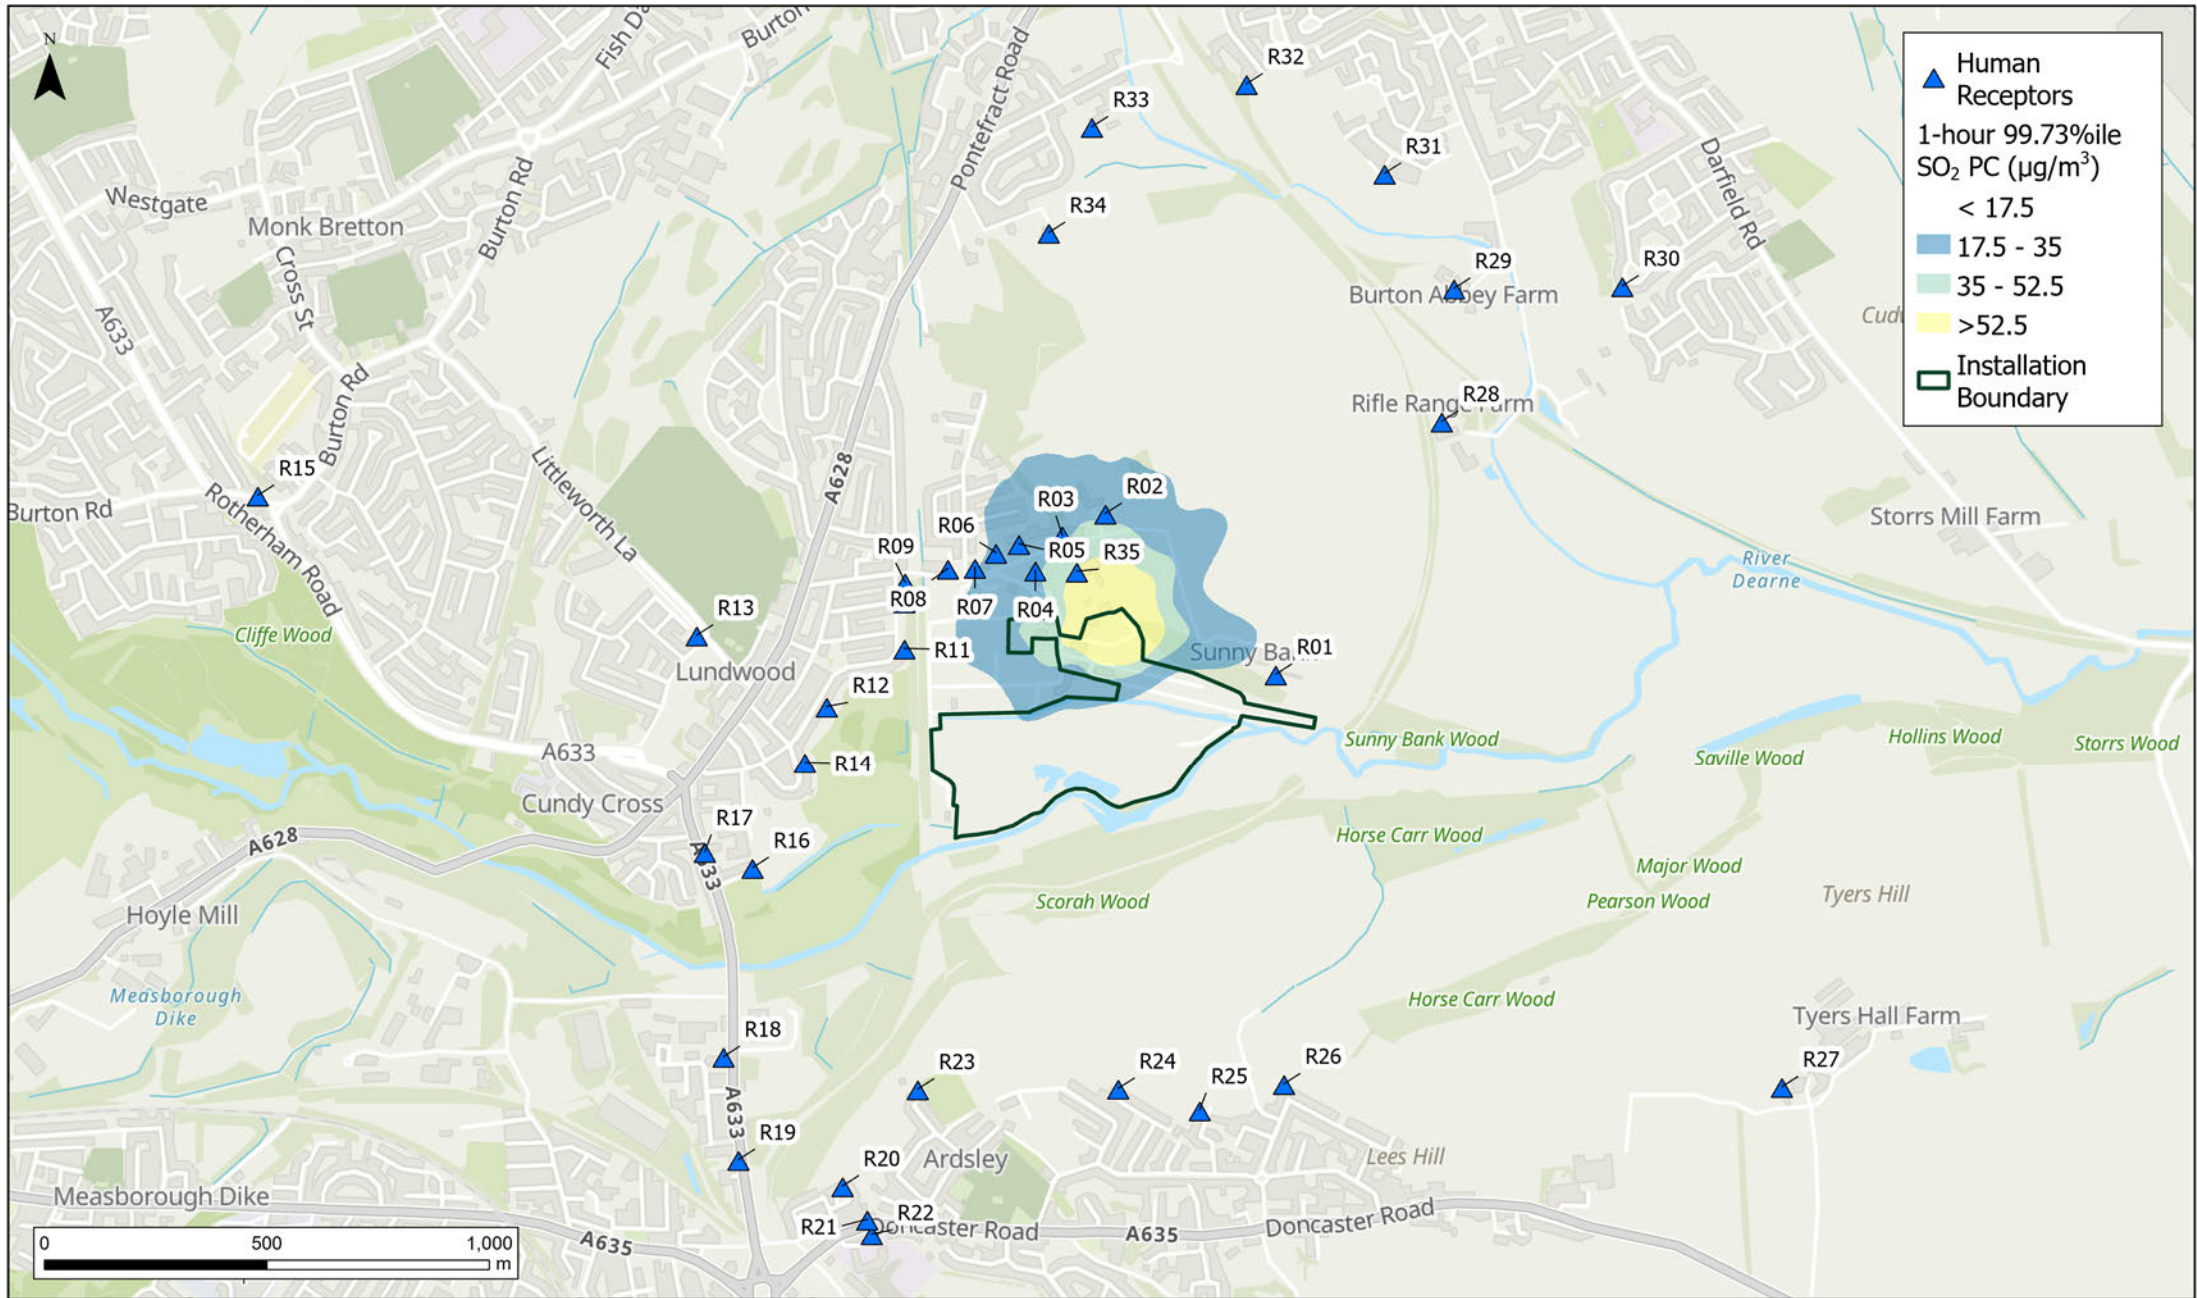 N
Fish Da
Burton
Pontefract Road
R32
R33
R31
R34
Westgate
Monk Bretton
Burton Rd
Cross St
A633
Darfield Rd
R29
R30
Burton Abbey Farm
Cudw
Human
Receptors
1-hour 99.73%ile
SO₂ PC (µg/m³)
< 17.5
17.5 - 35
35 - 52.5
>52.5
Installation
Boundary
R28
Rifle Range Farm
Burton Rd
R15
A628
Littleworth La
Burton Rd
Rotherham Road
R03
R02
R06
R05
R35
R09
R08
R07
R04
Storrs Mill Farm
River
Dearne
Cliffe Wood
R13
R11
Sunny Bank
R01
Lundwood
R12
A633
R14
Sunny Bank Wood
Saville Wood
Hollins Wood
Storrs Wood
Cundy Cross
R17
R16
A633
A628
Horse Carr Wood
Major Wood
Pearson Wood
Tyers Hill
Scorah Wood
Hoyle Mill
Measborough
Dike
Horse Carr Wood
Tyers Hall Farm
R18
R23
R24
R25
R26
R27
A633
R19
Ardsley
Lees Hill
R20
Measborough Dike
R21
R22
Doncaster Road
A635
Doncaster Road
A635
0 500 1,000
m